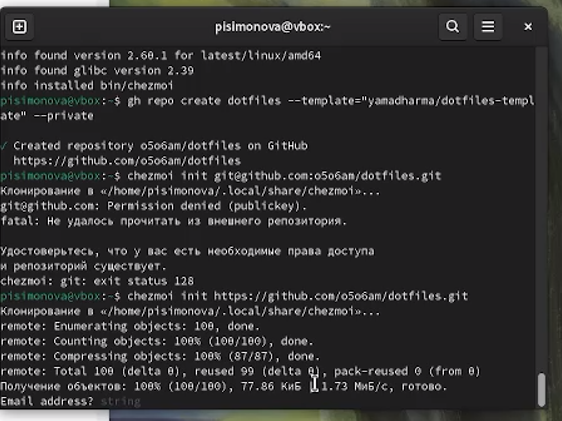 pisimonova@vbox:~
info found version 2.60.1 for latest/linux/amd64
info found glibc version 2.39
info installed bin/chezmoi
pisimonova@vbox:~$ gh repo create dotfiles --template="yamadharma/dotfiles-templ
ate" --private
✓ Created repository o5o6am/dotfiles on GitHub
https://github.com/o5o6am/dotfiles
pisimonova@vbox:~$ chezmoi init git@github.com:o5o6am/dotfiles.git
Клонирование в «/home/pisimonova/.local/share/chezmoi»...
git@github.com: Permission denied (publickey).
fatal: Не удалось прочитать из внешнего репозитория.
Удостоверьтесь, что у вас есть необходимые права доступа
и репозиторий существует.
chezmoi: git: exit status 128
pisimonova@vbox:~$ chezmoi init https://github.com/o5o6am/dotfiles.git
Клонирование в «/home/pisimonova/.local/share/chezmoi»...
remote: Enumerating objects: 100, done.
remote: Counting objects: 100% (100/100), done.
remote: Compressing objects: 100% (87/87), done.
remote: Total 100 (delta 0), reused 99 (delta 0), pack-reused 0 (from 0)
Получение объектов: 100% (100/100), 77.86 КиБ | 1.73 МиБ/с, готово.
Email address? string